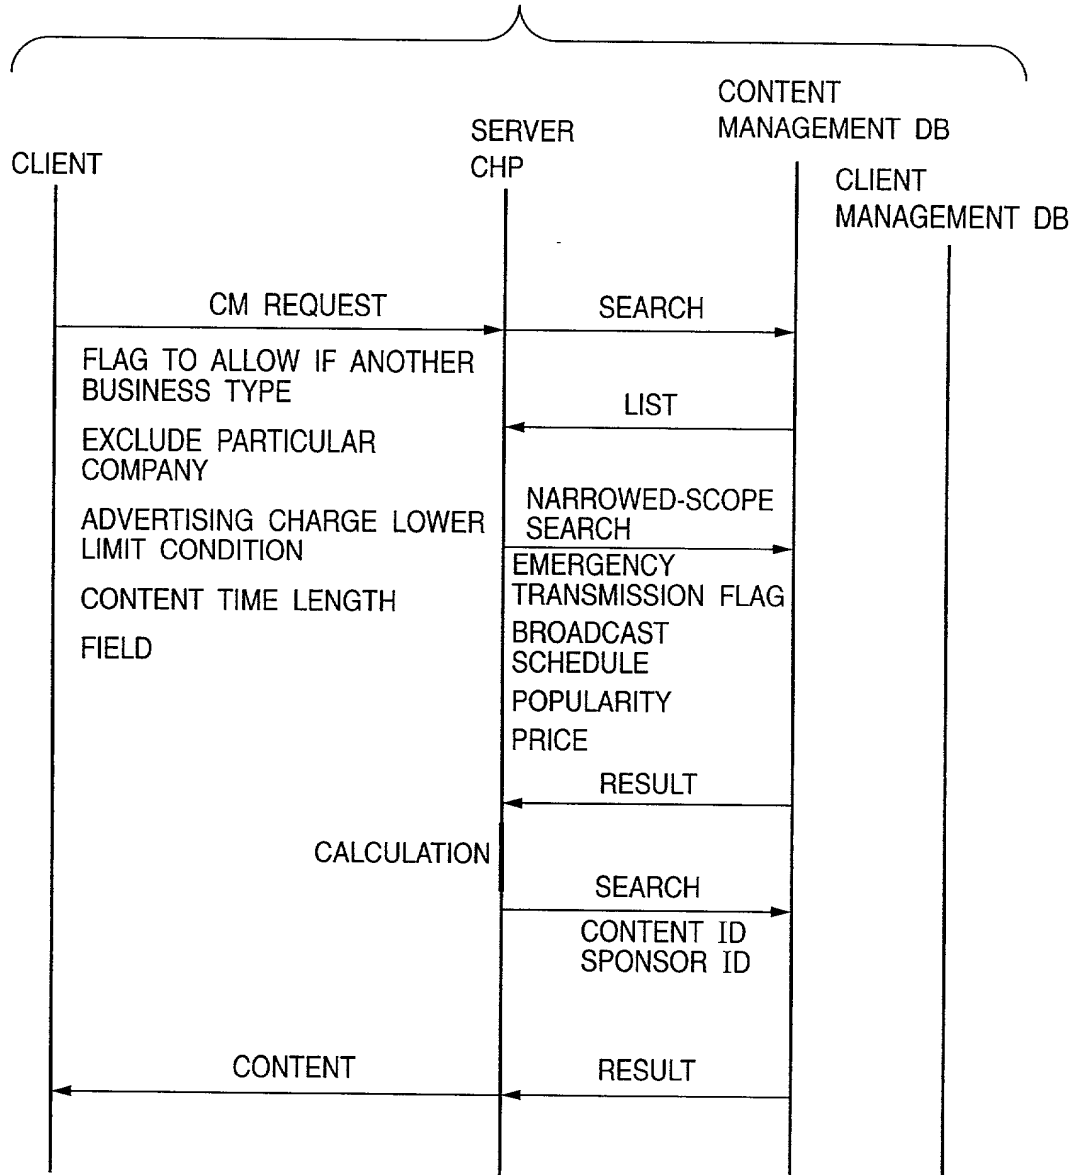 CONTENT
MANAGEMENT DB
SERVER
CHP
CLIENT
CLIENT
MANAGEMENT DB
CM REQUEST
SEARCH
FLAG TO ALLOW IF ANOTHER
BUSINESS TYPE
LIST
EXCLUDE PARTICULAR
COMPANY
NARROWED-SCOPE
SEARCH
ADVERTISING CHARGE LOWER
LIMIT CONDITION
EMERGENCY
TRANSMISSION FLAG
CONTENT TIME LENGTH
BROADCAST
SCHEDULE
FIELD
POPULARITY
PRICE
RESULT
CALCULATION
SEARCH
CONTENT ID
SPONSOR ID
CONTENT
RESULT